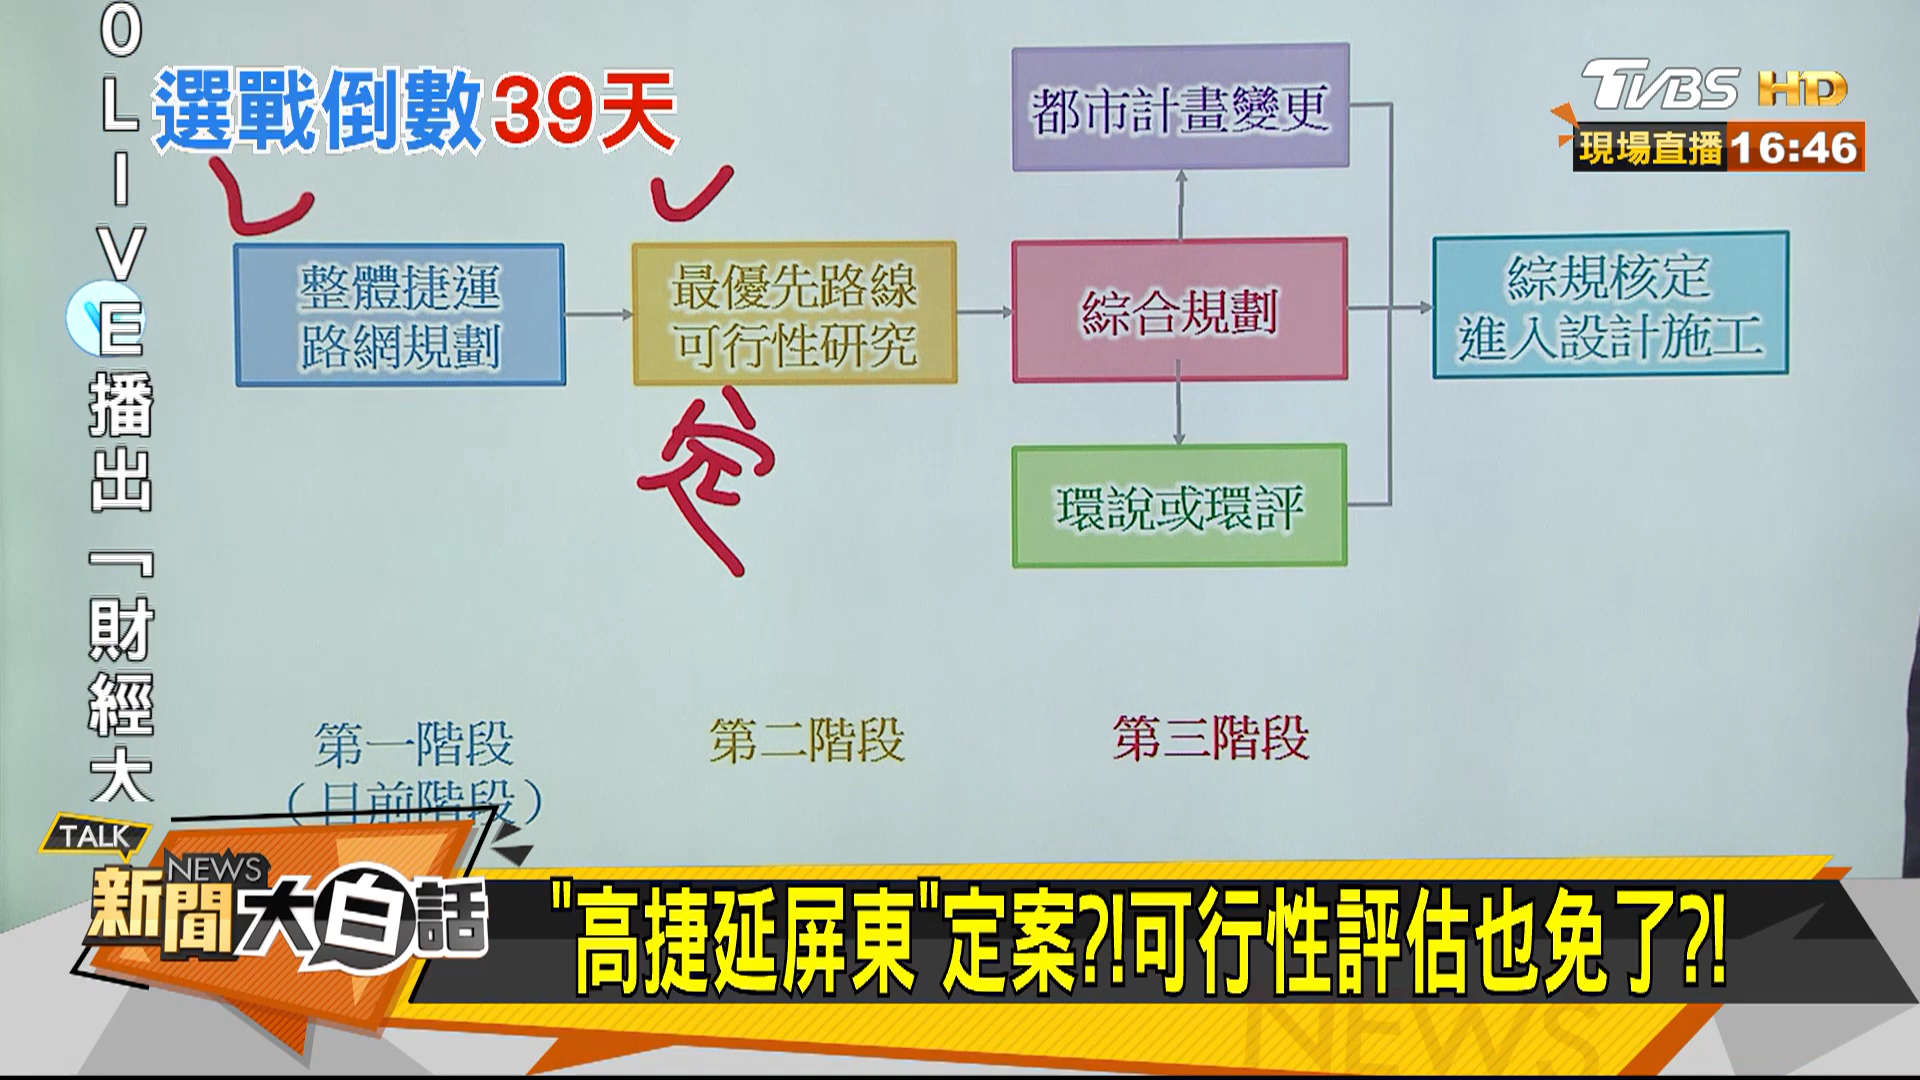 OLIVE播出「財經大
選戰倒數39天
TVBS HD
現場直播 16:46
都市計畫變更
整體捷運
路網規劃
最優先路線
可行性研究
綜合規劃
綜規核定
進入設計施工
環說或環評
第一階段
(目前階段)
第二階段
第三階段
TALK
NEWS
新聞大白話
"高捷延屏東"定案?!可行性評估也免了?!
NEWS